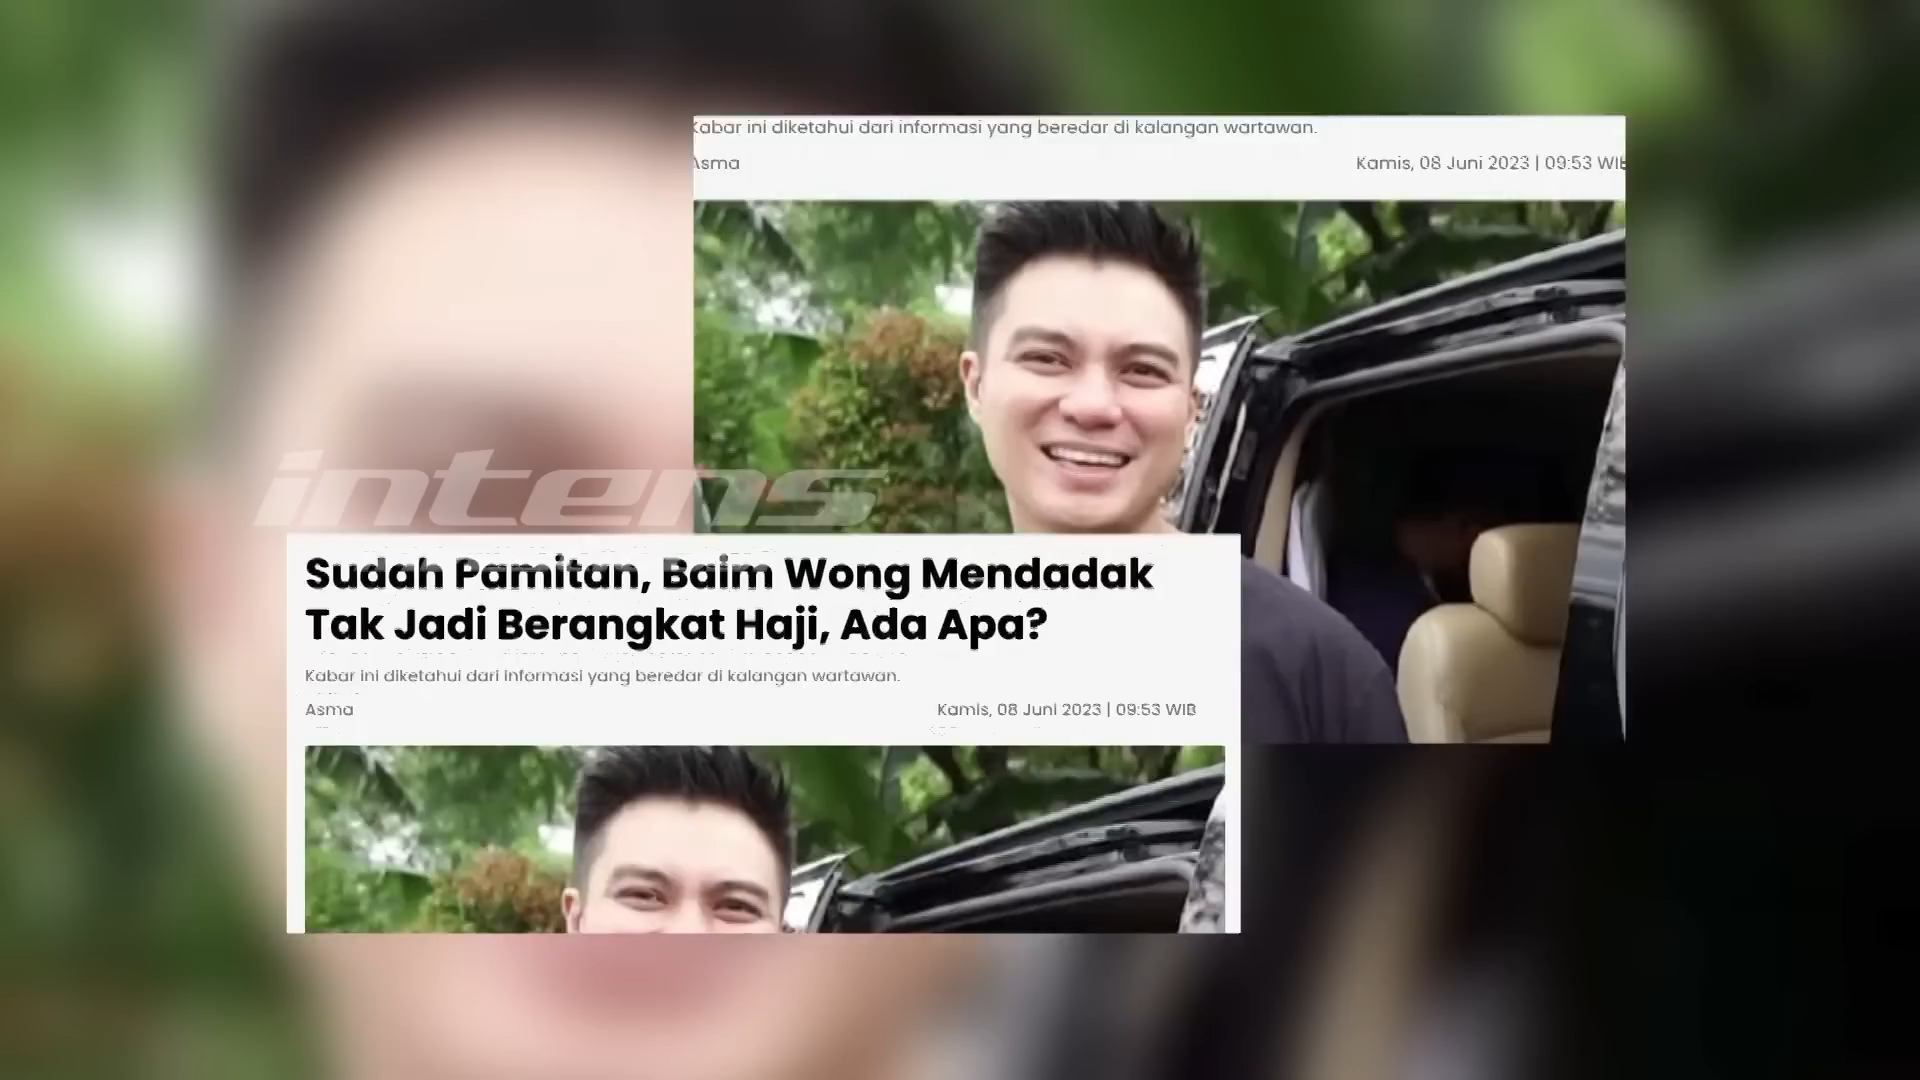 Kabar ini diketahui dari informasi yang beredar di kalangan wartawan.
Asma
Kamis, 08 Juni 2023 | 09:53 WIB
intens
Sudah Pamitan, Baim Wong Mendadak
Tak Jadi Berangkat Haji, Ada Apa?
Kabar ini diketahui dari informasi yang beredar di kalangan wartawan.
Asma
Kamis, 08 Juni 2023 | 09:53 WIB